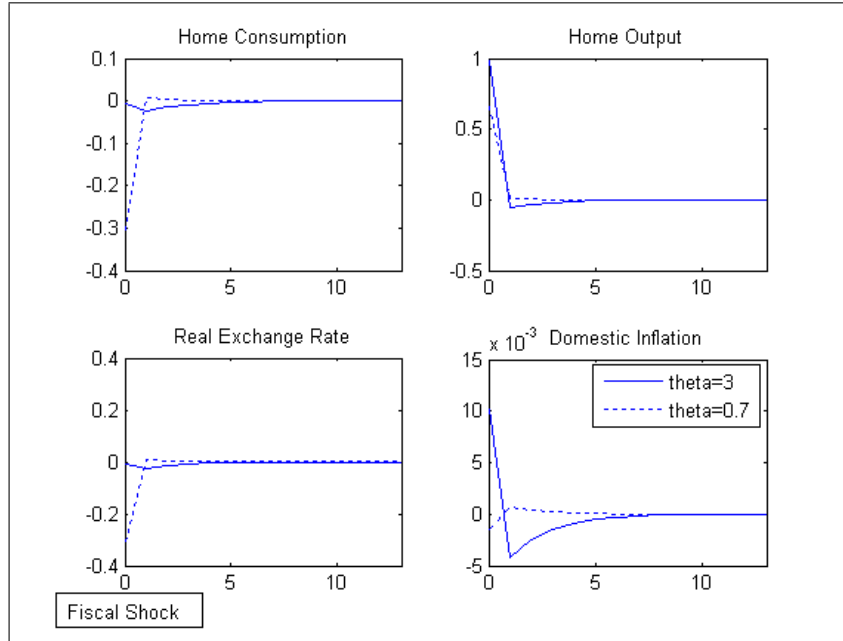 Home Consumption
0.1
0
-0.1
-0.2
-0.3
-0.4
0 5 10
Home Output
1
0.5
0
-0.5
0 5 10
Real Exchange Rate
0.4
0.2
0
-0.2
-0.4
0 5 10
x 10^-3 Domestic Inflation
15
10
5
0
-5
0 5 10
theta=3
theta=0.7
Fiscal Shock